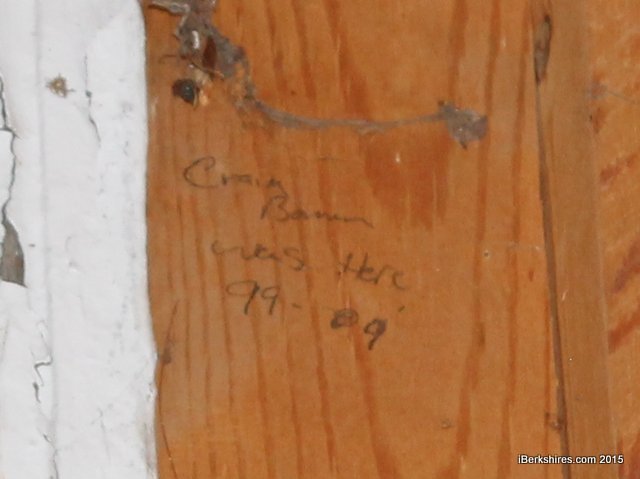 Craig
was Here
99-09'
iBerkshires.com 2015